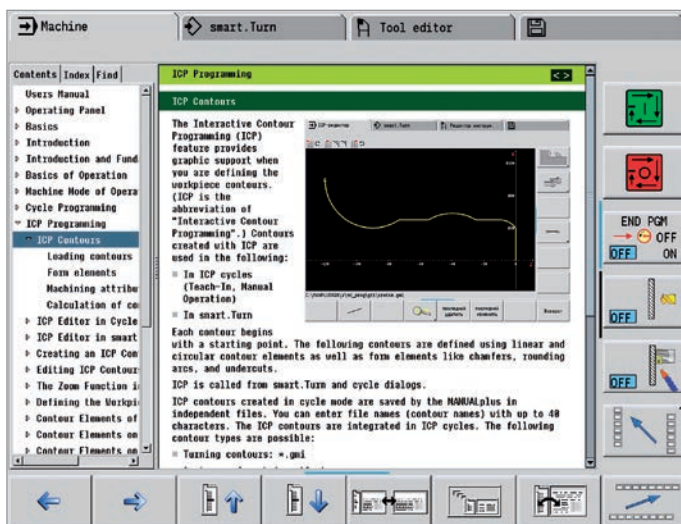 Machine
smart.Turn
Tool editor
Contents Index Find
Users Manual
Operating Panel
Basics
Introduction
Introduction and Fund
Basics of Operation
Machine Mode of Opera
Cycle Programming
ICP Programming
ICP Contours
Loading contours
Form elements
Machining attribu
Calculation of co
ICP Editor in Cycle
ICP Editor in smart
Creating an ICP Con
Editing ICP Contour
The Zoom Function i
Defining the Workpi
Contour Elements of
Contour Elements on
Contour Elements on
ICP Programming
<>
ICP Contours
The Interactive Contour
Programming (ICP)
feature provides
graphic support when
you are defining the
workpiece contours.
(ICP is the
abbreviation of
"Interactive Contour
Programming".) Contours
created with ICP are
used in the following:
In ICP cycles
(Teach-In, Manual
Operation)
In smart.Turn
smart.Turn
Each contour begins
with a starting point. The following contours are defined using linear and
circular contour elements as well as form elements like chamfers, rounding
arcs, and undercuts.
ICP is called from smart.Turn and cycle dialogs.
ICP contours created in cycle mode are saved by the MANUALplus in
independent files. You can enter file names (contour names) with up to 40
characters. The ICP contours are integrated in ICP cycles. The following
contour types are possible:
Turning contours: *.gmi
END PGM
OFF
OFF ON
OFF
OFF